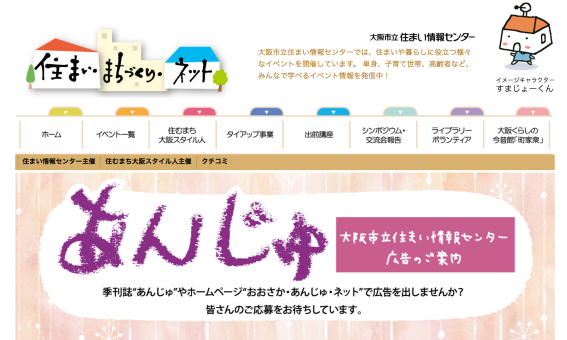 大阪市立 住まい情報センター
住まい・まちづくり・ネット
大阪市立住まい情報センターでは、住まいや暮らしに役立つ様々
なイベントを開催しています。 単身、子育て世帯、高齢者など、
みんなで学べるイベント情報を発信中！
イメージキャラクター
すまじょーくん
ホーム
イベント一覧
住むまち
大阪スタイル人
タイアップ事業
出前講座
シンポジウム・
交流会報告
ライブラリー
ボランティア
大阪くらしの
今昔館「町家衆」
住まい情報センター主催
住むまち大阪スタイル人主催
クチコミ
あんじゅ
大阪市立住まい情報センター
広告のご案内
季刊誌“あんじゅ”やホームページ“おおさか・あんじゅ・ネット”で広告を出しませんか？
皆さんのご応募をお待ちしています。